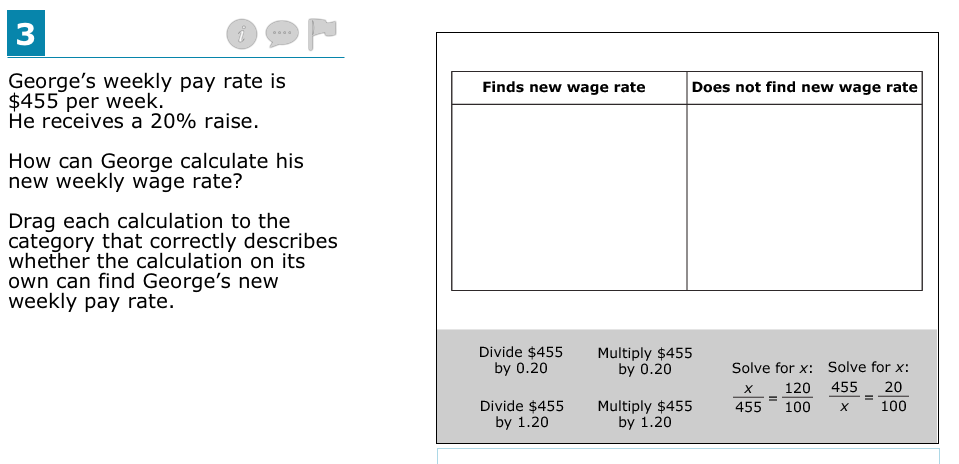 3
George's weekly pay rate is
$455 per week.
He receives a 20% raise.
How can George calculate his
new weekly wage rate?
Drag each calculation to the
category that correctly describes
whether the calculation on its
own can find George's new
weekly pay rate.
Finds new wage rate
Does not find new wage rate
Divide $455
by 0.20
Multiply $455
by 0.20
Divide $455
by 1.20
Multiply $455
by 1.20
Solve for x:
x/455 = 120/100
Solve for x:
455/x = 20/100